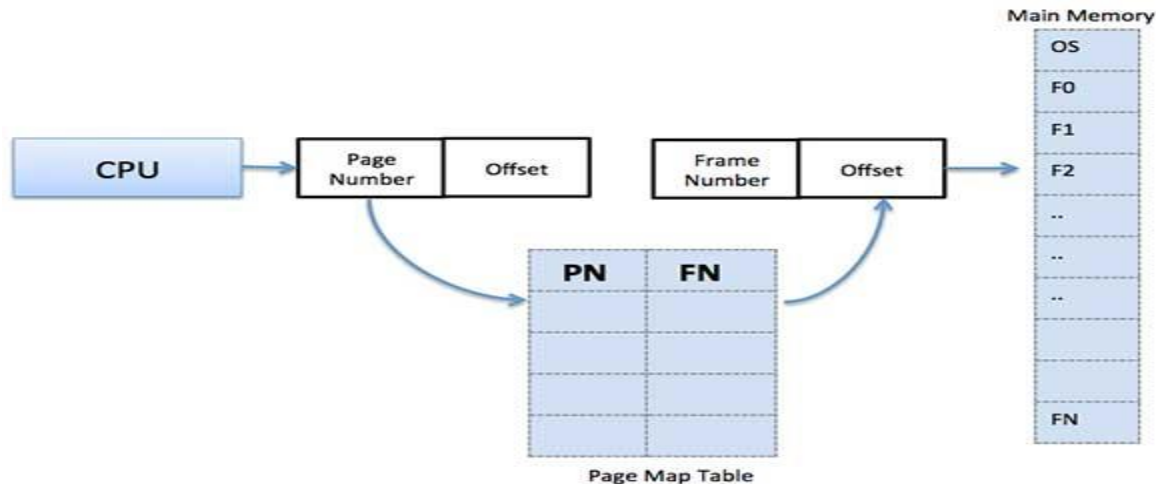 Main Memory
OS
F0
F1
F2
..
..
..
FN
CPU
Page
Number
Offset
Frame
Number
Offset
PN FN
Page Map Table